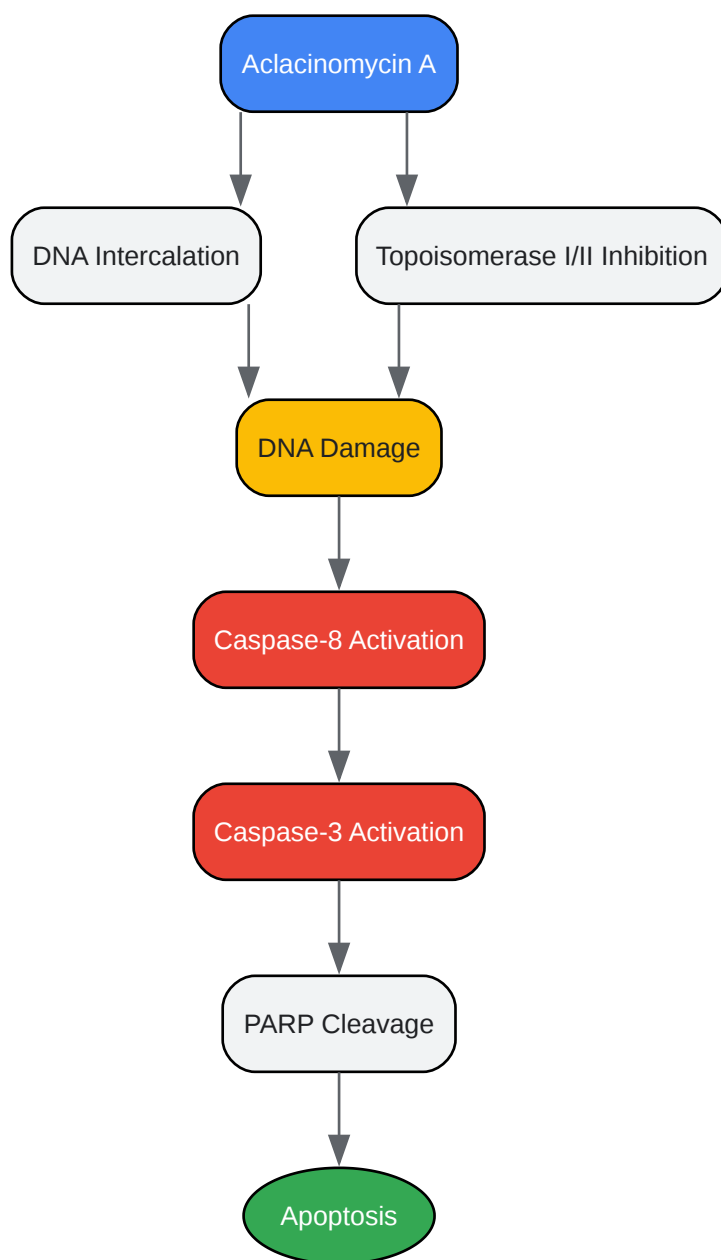 Aclacinomycin A
DNA Intercalation
Topoisomerase I/II Inhibition
DNA Damage
Caspase-8 Activation
Caspase-3 Activation
PARP Cleavage
Apoptosis